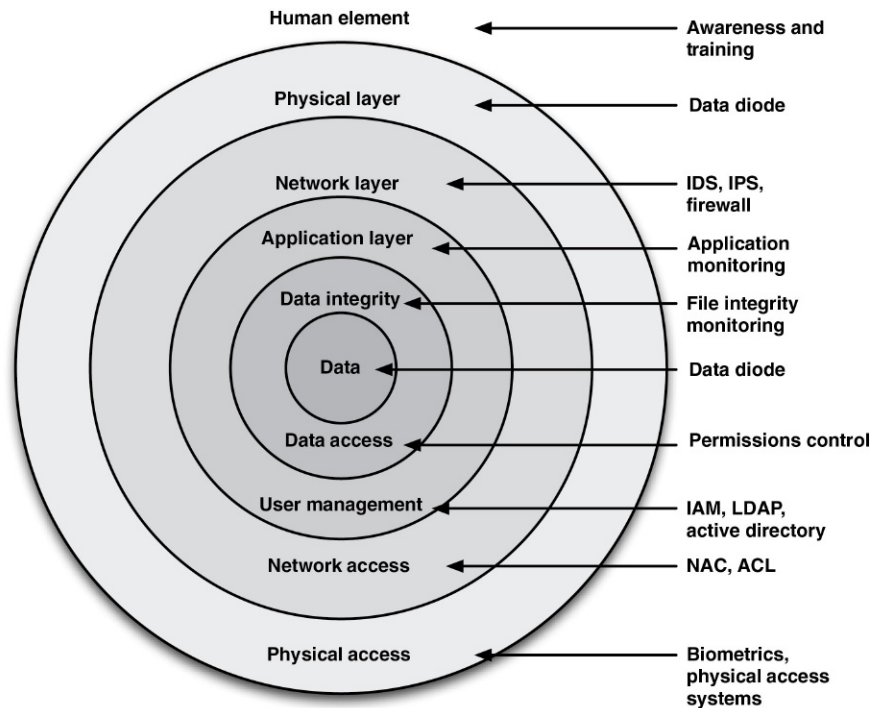 Human element
Awareness and
training
Physical layer
Data diode
Network layer
IDS, IPS,
firewall
Application layer
Application
monitoring
Data integrity
File integrity
monitoring
Data
Data diode
Data access
Permissions control
User management
IAM, LDAP,
active directory
Network access
NAC, ACL
Physical access
Biometrics,
physical access
systems